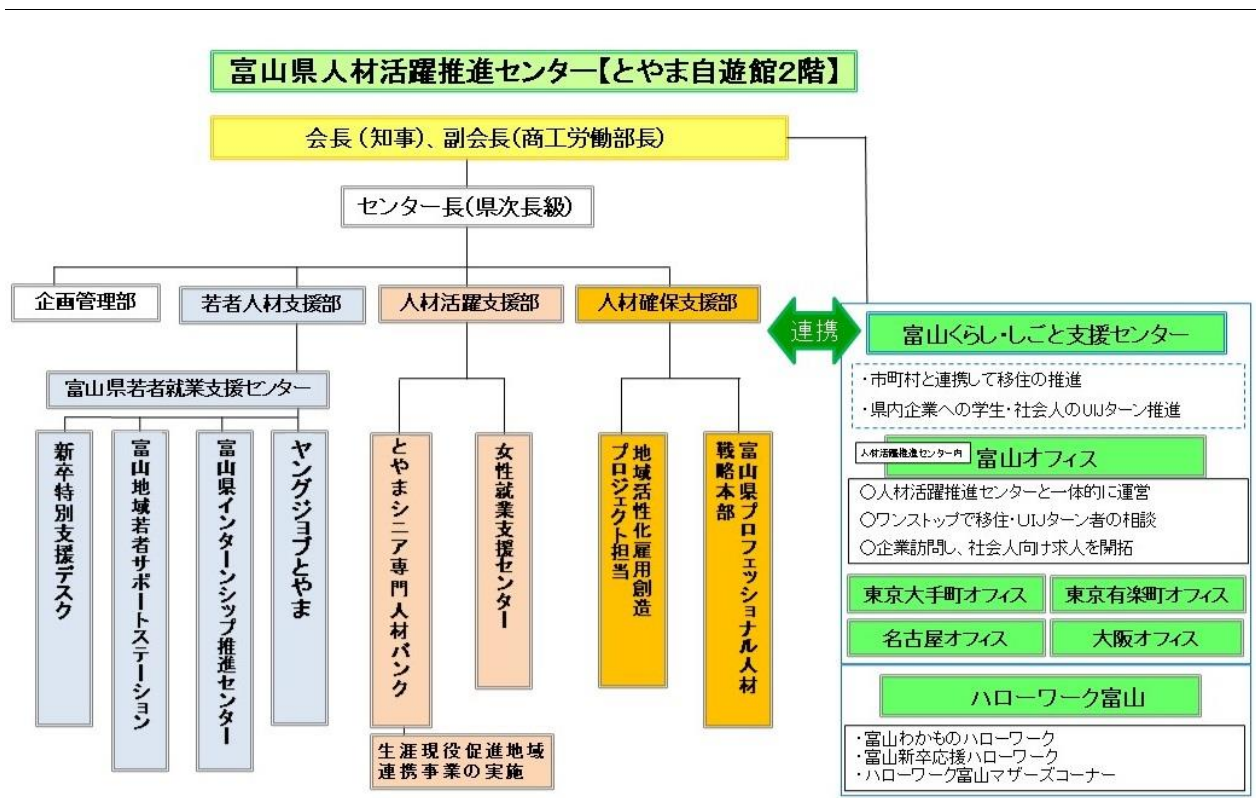 富山県人材活躍推進センター【とやま自遊館2階】
会長(知事)、副会長(商工労働部長)
センター長(県次長級)
企画管理部
若者人材支援部
人材活躍支援部
人材確保支援部
富山県若者就業支援センター
新卒特別支援デスク
富山地域若者サポートステーション
富山県インターンシップ推進センター
ヤングジョブとやま
とやまシニア専門人材バンク
女性就業支援センター
地域活性化雇用創造
プロジェクト担当
富山県プロフェッショナル人材
戦略本部
生涯現役促進地域
連携事業の実施
連携
富山くらし・しごと支援センター
・市町村と連携して移住の推進
・県内企業への学生・社会人のUIJターン推進
人材活躍推進センター内
富山オフィス
○人材活躍推進センターと一体的に運営
○ワンストップで移住・UIJターン者の相談
○企業訪問し、社会人向け求人を開拓
東京大手町オフィス
東京有楽町オフィス
名古屋オフィス
大阪オフィス
ハローワーク富山
・富山わかものハローワーク
・富山新卒応援ハローワーク
・ハローワーク富山マザーズコーナー